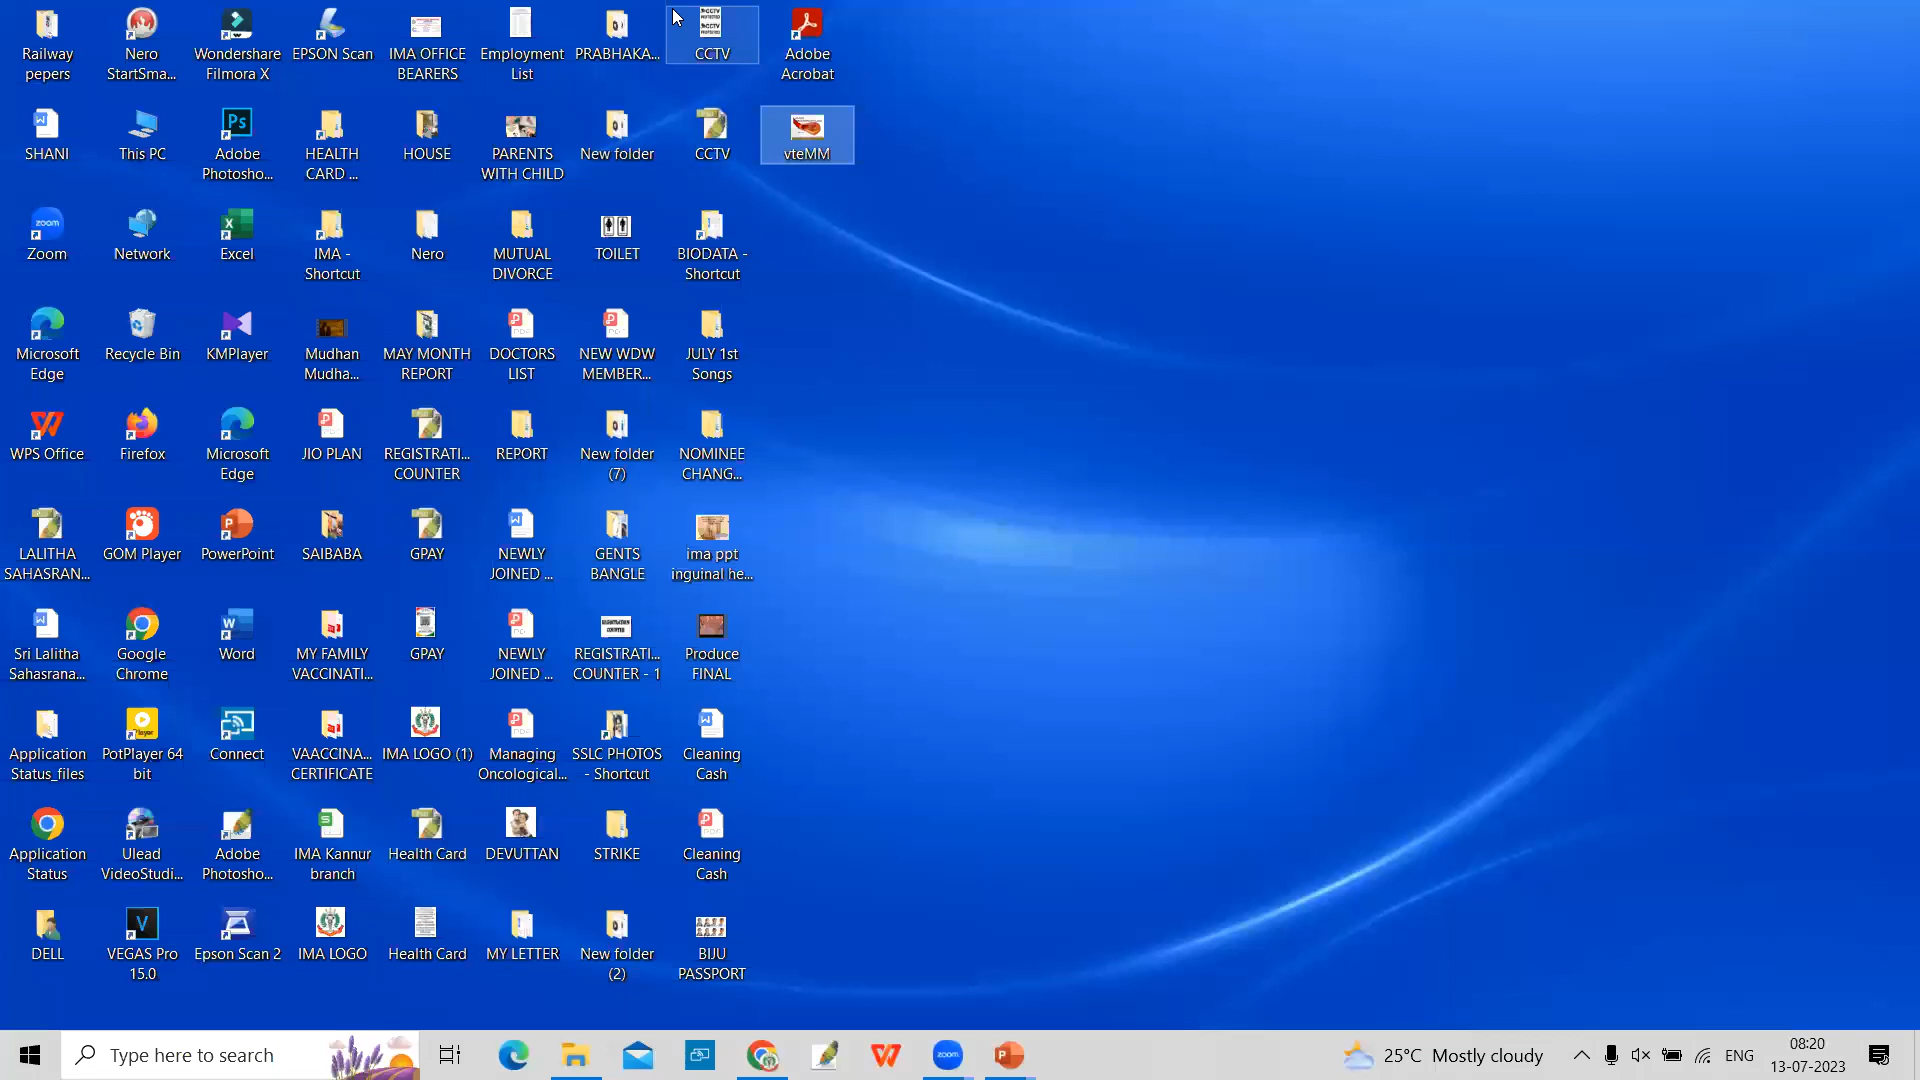 Railway
pepers
Nero
StartSma...
Wondershare
Filmora X
EPSON Scan
IMA OFFICE
BEARERS
Employment
List
PRABHAKA...
CCTV
Adobe
Acrobat
SHANI
This PC
Adobe
Photosho...
HEALTH
CARD ...
HOUSE
PARENTS
WITH CHILD
New folder
CCTV
vteMM
zoom
Zoom
Network
Excel
IMA -
Shortcut
Nero
MUTUAL
DIVORCE
TOILET
BIODATA -
Shortcut
Microsoft
Edge
Recycle Bin
KMPlayer
Mudhan
Mudha...
MAY MONTH
REPORT
DOCTORS
LIST
NEW WDW
MEMBER...
JULY 1st
Songs
WPS Office
Firefox
Microsoft
Edge
JIO PLAN
REGISTRATI...
COUNTER
REPORT
New folder
(7)
NOMINEE
CHANG...
LALITHA
SAHASRAN...
GOM Player
PowerPoint
SAIBABA
GPAY
NEWLY
JOINED ...
GENTS
BANGLE
ima ppt
inguinal he...
Sri Lalitha
Sahasrana...
Google
Chrome
Word
MY FAMILY
VACCINATI...
GPAY
NEWLY
JOINED ...
REGISTRATION
COUNTER
REGISTRATI...
COUNTER - 1
Produce
FINAL
Application
Status_files
PotPlayer 64
bit
Connect
VAACCINA...
CERTIFICATE
IMA LOGO (1)
Managing
Oncological...
SSLC PHOTOS
- Shortcut
Cleaning
Cash
Application
Status
Ulead
VideoStudi...
Adobe
Photosho...
IMA Kannur
branch
Health Card
DEVUTTAN
STRIKE
Cleaning
Cash
DELL
VEGAS Pro
15.0
Epson Scan 2
IMA LOGO
Health Card
MY LETTER
New folder
(2)
BIJU
PASSPORT
Type here to search
zoom
25°C Mostly cloudy
ENG
08:20
13-07-2023